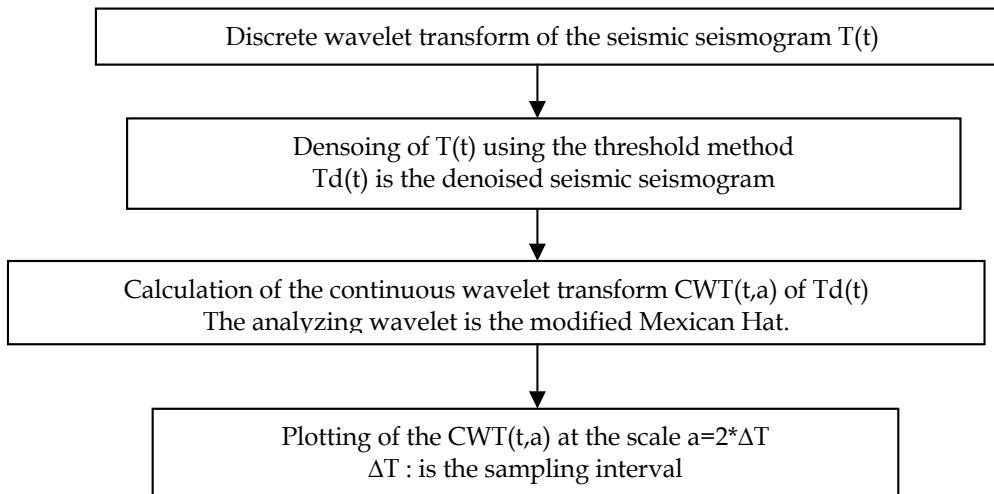 Discrete wavelet transform of the seismic seismogram T(t)
Densoing of T(t) using the threshold method
Td(t) is the denoised seismic seismogram
Calculation of the continuous wavelet transform CWT(t,a) of Td(t)
The analyzing wavelet is the modified Mexican Hat.
Plotting of the CWT(t,a) at the scale a=2*ΔT
ΔT : is the sampling interval